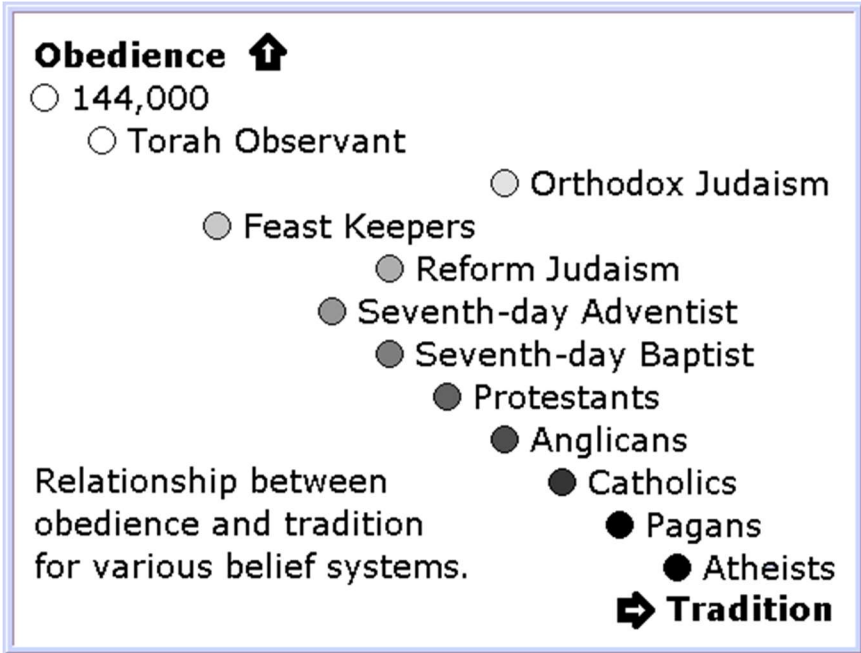 Obedience
144,000
Torah Observant
Orthodox Judaism
Feast Keepers
Reform Judaism
Seventh-day Adventist
Seventh-day Baptist
Protestants
Anglicans
Catholics
Pagans
Atheists
Tradition
Relationship between
obedience and tradition
for various belief systems.